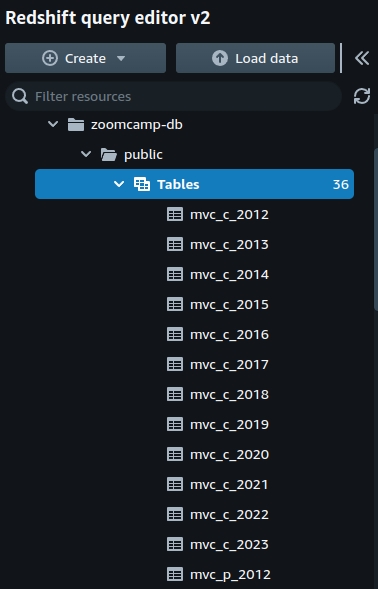 Redshift query editor v2
Create Load data
Filter resources
zoomcamp-db
public
Tables 36
mvc_c_2012
mvc_c_2013
mvc_c_2014
mvc_c_2015
mvc_c_2016
mvc_c_2017
mvc_c_2018
mvc_c_2019
mvc_c_2020
mvc_c_2021
mvc_c_2022
mvc_c_2023
mvc_p_2012